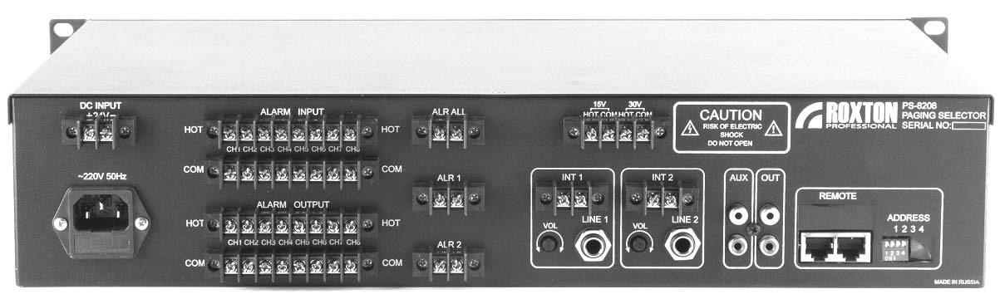 DC INPUT
+24V=
~220V 50Hz
ALARM INPUT
HOT
HOT
CH1 CH2 CH3 CH4 CH5 CH6 CH7 CH8
COM
COM
ALARM OUTPUT
HOT
HOT
CH1 CH2 CH3 CH4 CH5 CH6 CH7 CH8
COM
COM
ALR ALL
ALR 1
ALR 2
15V 30V
HOT COM HOT COM
CAUTION
RISK OF ELECTRIC
SHOCK
DO NOT OPEN
ROXTON
PROFESSIONAL
PS-8208
PAGING SELECTOR
SERIAL NO:
INT 1
VOL
LINE 1
INT 2
VOL
LINE 2
AUX
OUT
REMOTE
ADDRESS
1 2 3 4
1 2 3 4
MADE IN RUSSIA